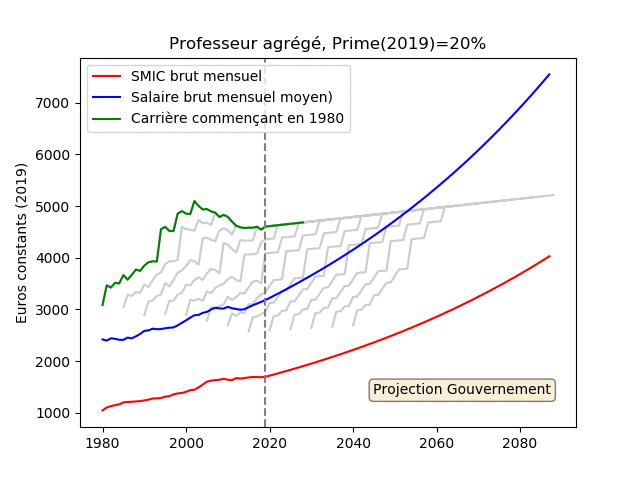 Professeur agrégé, Prime(2019)=20%
SMIC brut mensuel
Salaire brut mensuel moyen)
Carrière commençant en 1980
Euros constants (2019)
7000
6000
5000
4000
3000
2000
1000
Projection Gouvernement
1980 2000 2020 2040 2060 2080